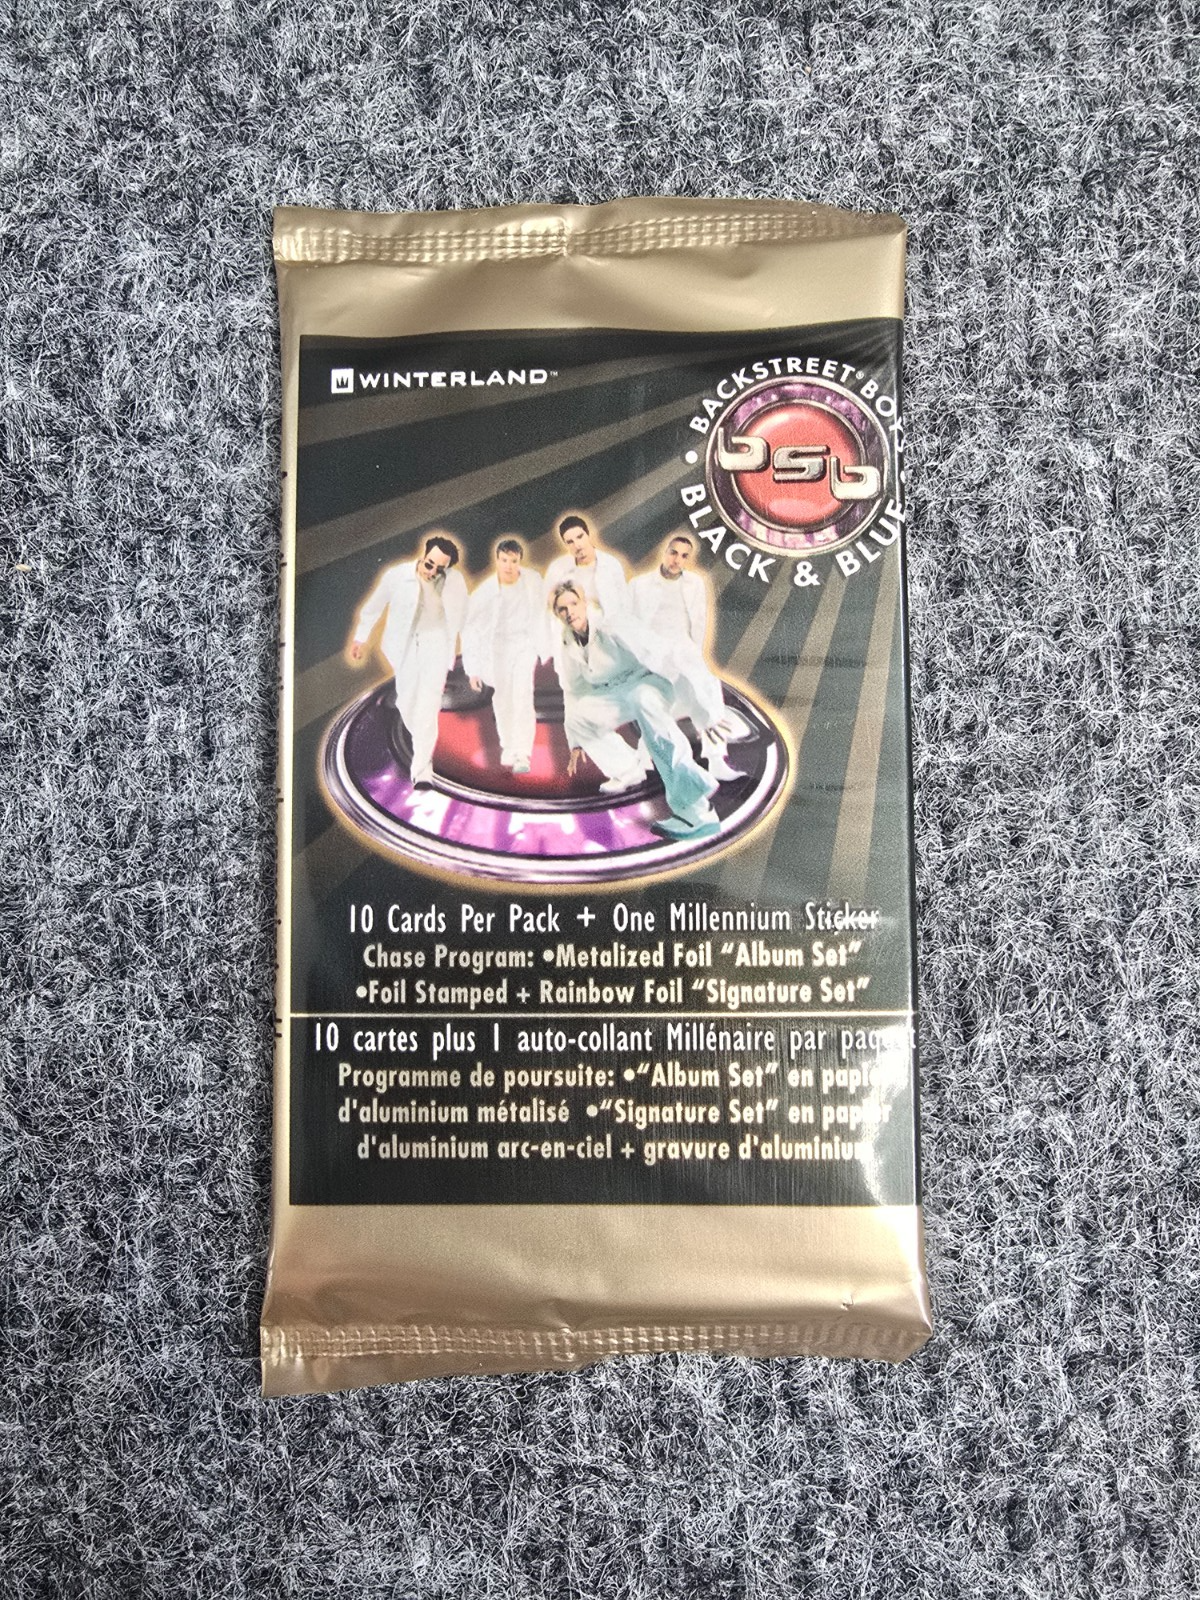 WINTERLAND™
BACKSTREET® BOYS
bsb
BLACK & BLUE
10 Cards Per Pack + One Millennium Sticker
Chase Program: •Metalized Foil “Album Set”
•Foil Stamped + Rainbow Foil “Signature Set”
10 cartes plus 1 auto-collant Millénaire par paquet
Programme de poursuite: •“Album Set” en papier
d'aluminium métalisé •“Signature Set” en papier
d'aluminium arc-en-ciel + gravure d'aluminium